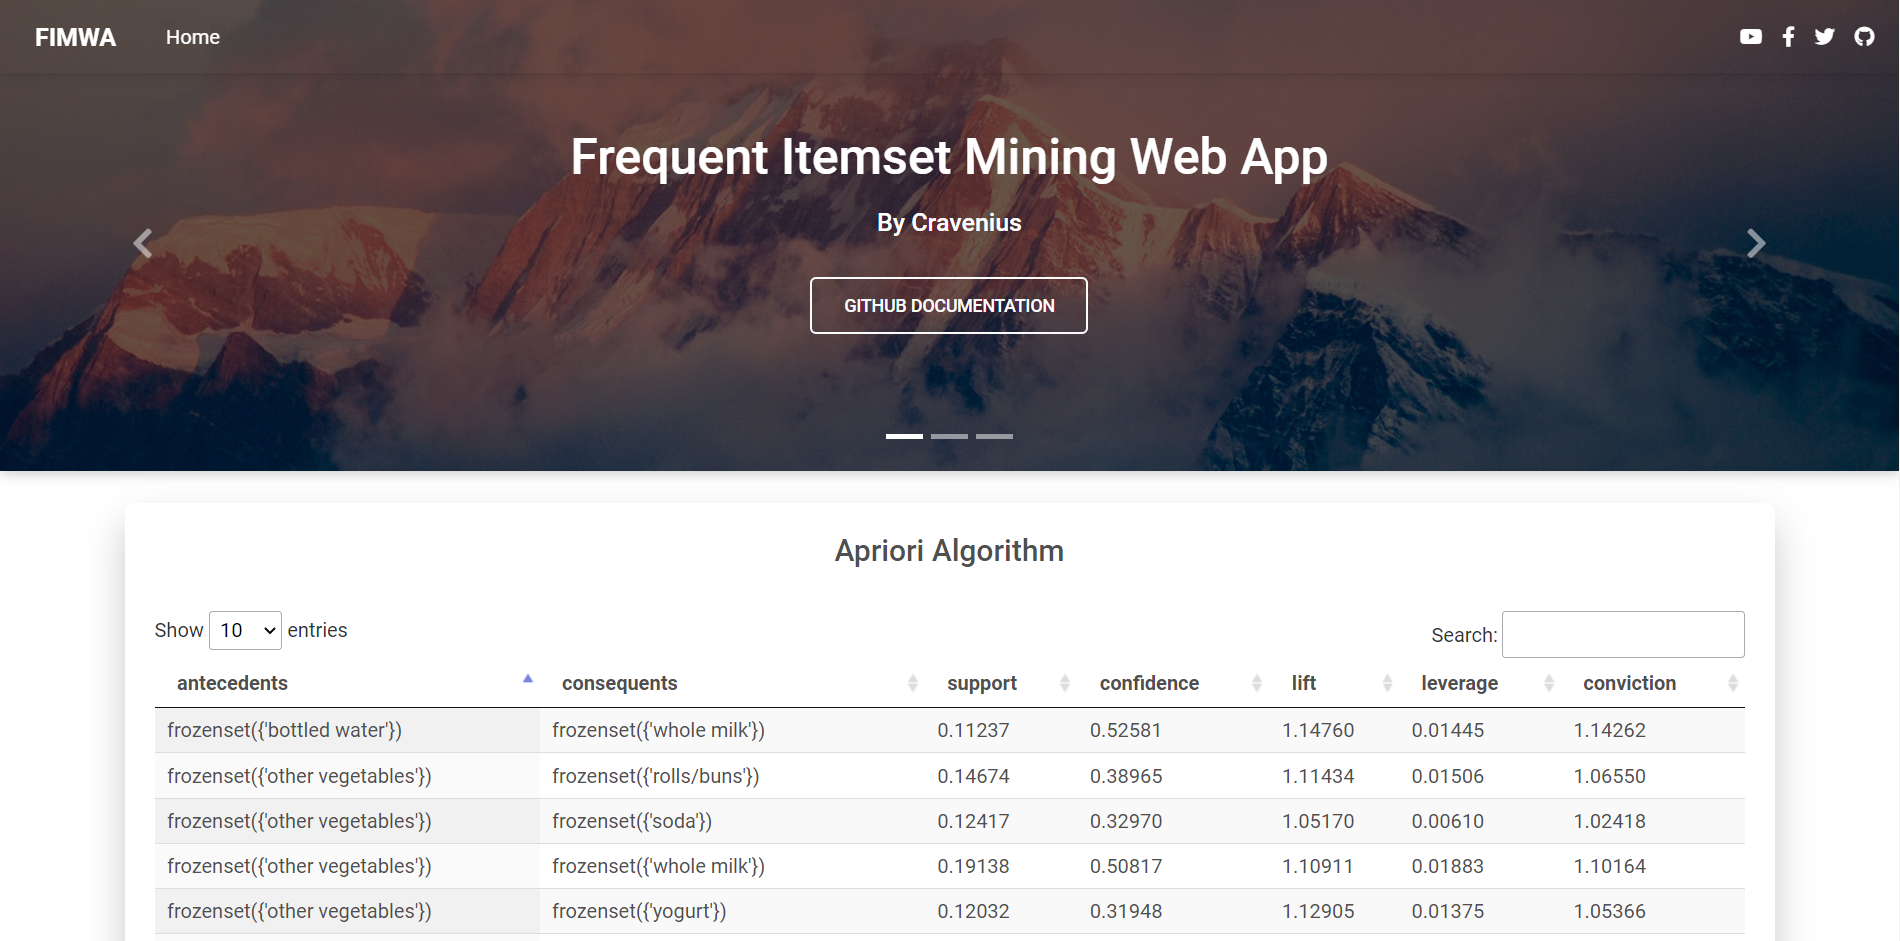 FIMWA Home
Frequent Itemset Mining Web App
By Cravenius
GITHUB DOCUMENTATION
Apriori Algorithm
Show 10 entries Search:
antecedents consequents support confidence lift leverage conviction
frozenset({'bottled water'}) frozenset({'whole milk'}) 0.11237 0.52581 1.14760 0.01445 1.14262
frozenset({'other vegetables'}) frozenset({'rolls/buns'}) 0.14674 0.38965 1.11434 0.01506 1.06550
frozenset({'other vegetables'}) frozenset({'soda'}) 0.12417 0.32970 1.05170 0.00610 1.02418
frozenset({'other vegetables'}) frozenset({'whole milk'}) 0.19138 0.50817 1.10911 0.01883 1.10164
frozenset({'other vegetables'}) frozenset({'yogurt'}) 0.12032 0.31948 1.12905 0.01375 1.05366